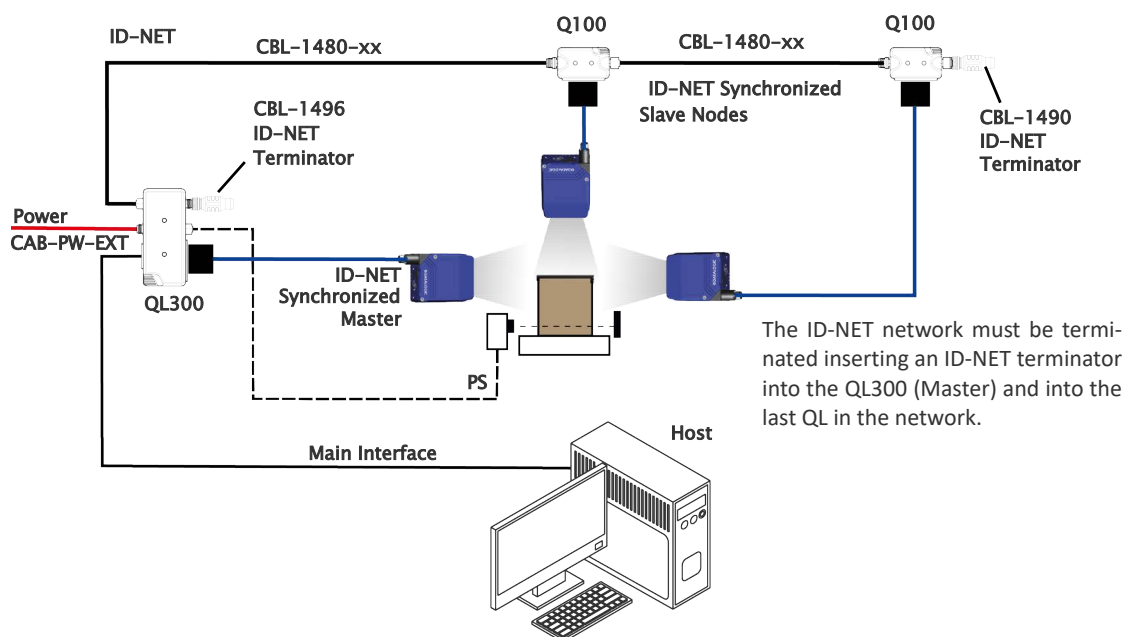 ID-NET
CBL-1480-xx
Q100
CBL-1480-xx
Q100
ID-NET Synchronized
Slave Nodes
CBL-1496
ID-NET
Terminator
CBL-1490
ID-NET
Terminator
Power
CAB-PW-EXT
QL300
ID-NET
Synchronized
Master
PS
The ID-NET network must be termi-
nated inserting an ID-NET terminator
into the QL300 (Master) and into the
last QL in the network.
Main Interface
Host